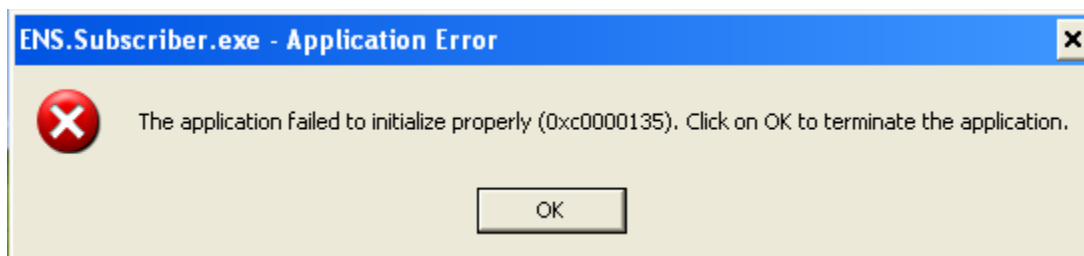 ENS.Subscriber.exe - Application Error
The application failed to initialize properly (0xc0000135). Click on OK to terminate the application.
OK